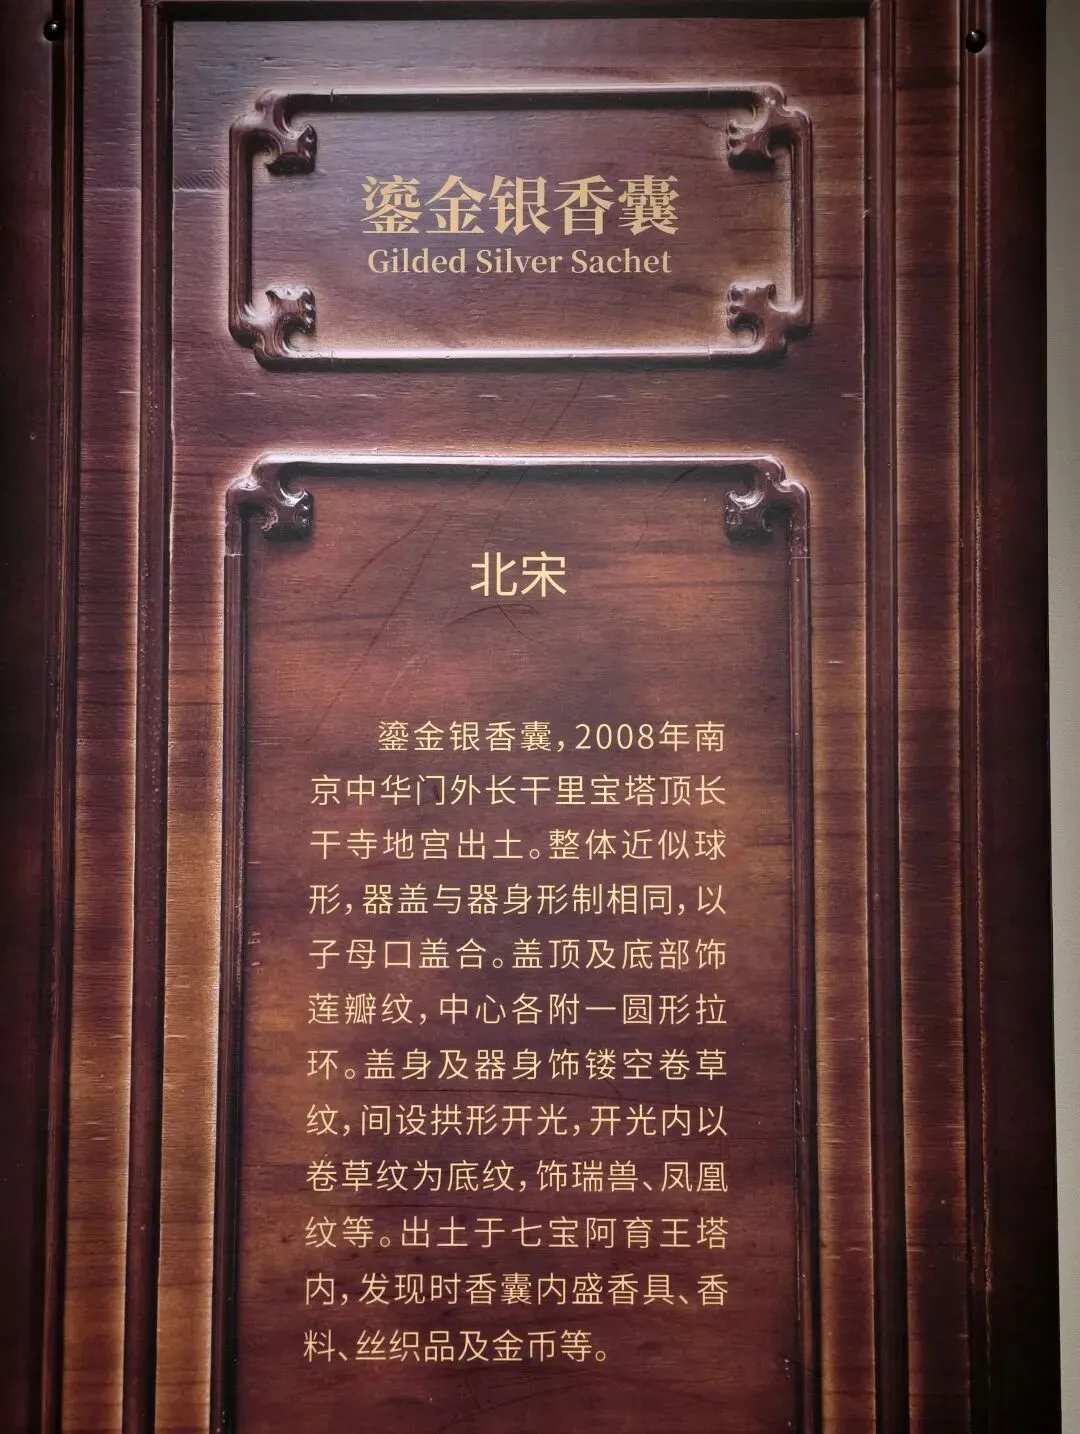 鎏金银香囊
Gilded Silver Sachet
北宋
鎏金银香囊，2008年南
京中华门外长干里宝塔顶长
干寺地宫出土。整体近似球
形，器盖与器身形制相同，以
子母口盖合。盖顶及底部饰
莲瓣纹，中心各附一圆形拉
环。盖身及器身饰镂空卷草
纹，间设拱形开光，开光内以
卷草纹为底纹，饰瑞兽、凤凰
纹等。出土于七宝阿育王塔
内，发现时香囊内盛香具、香
料、丝织品及金币等。